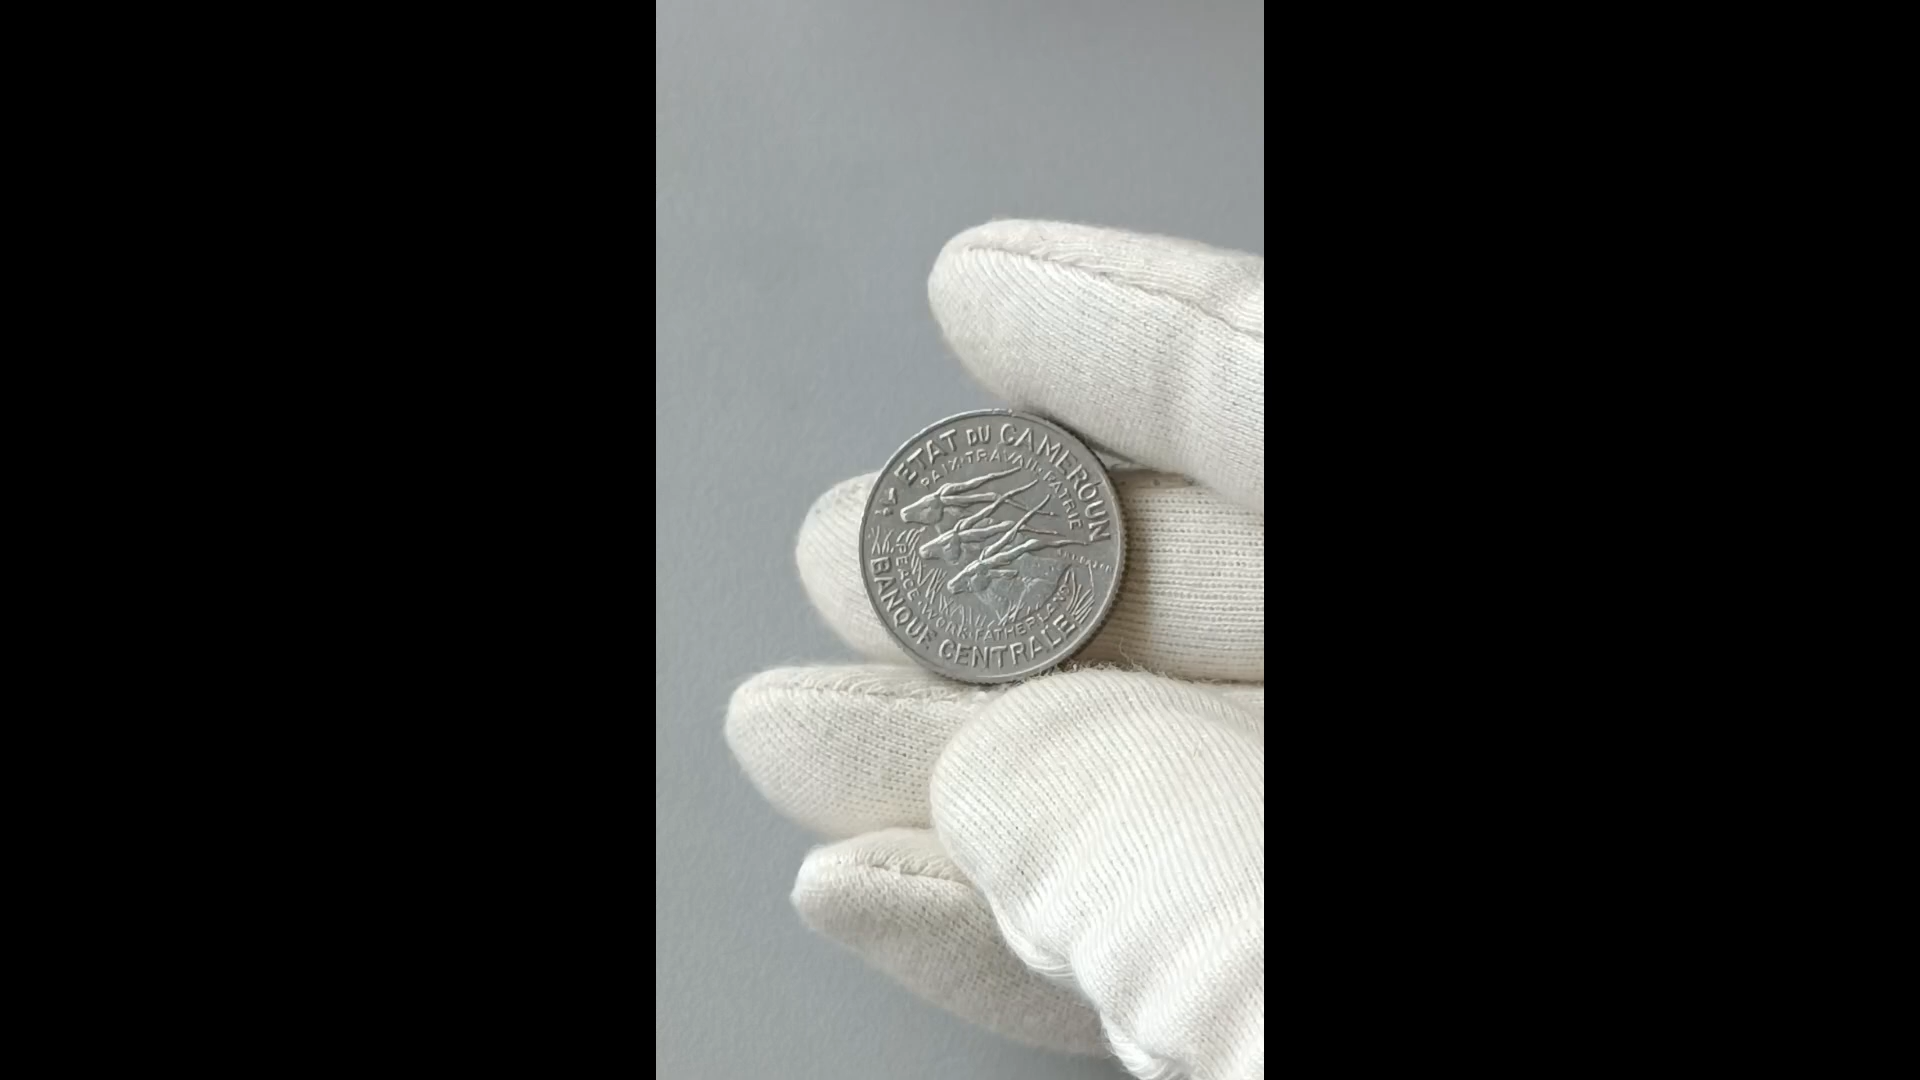 ETAT DU CAMEROUN
PAIX·TRAVAIL·PATRIE
PEACE·WORK·FATHERLAND
BANQUE CENTRALE